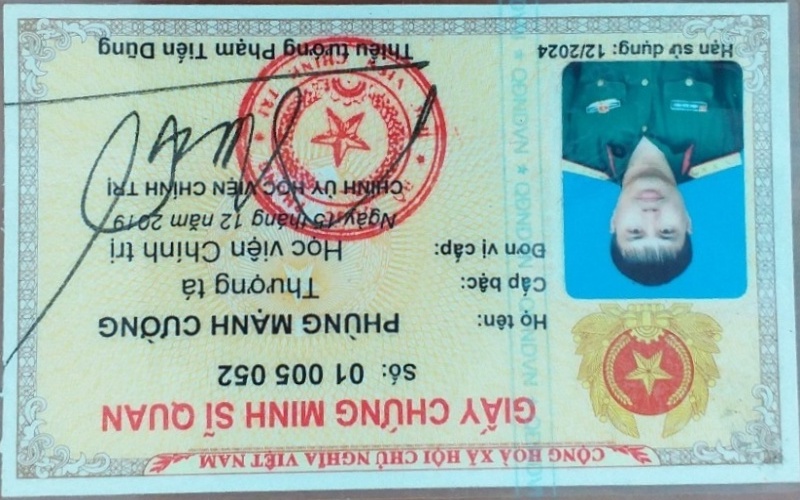 CỘNG HOÀ XÃ HỘI CHỦ NGHĨA VIỆT NAM
GIẤY CHỨNG MINH SĨ QUAN
Số: 01 005 052
Họ tên: PHÙNG MẠNH CƯỜNG
Cấp bậc: Thượng tá
Đơn vị cấp: Học viện Chính trị
Ngày 15 tháng 12 năm 2019
CHÍNH ỦY HỌC VIỆN CHÍNH TRỊ
Thiếu tướng Phạm Tiến Dũng
Hạn sử dụng: 12/2024
QĐNDVN